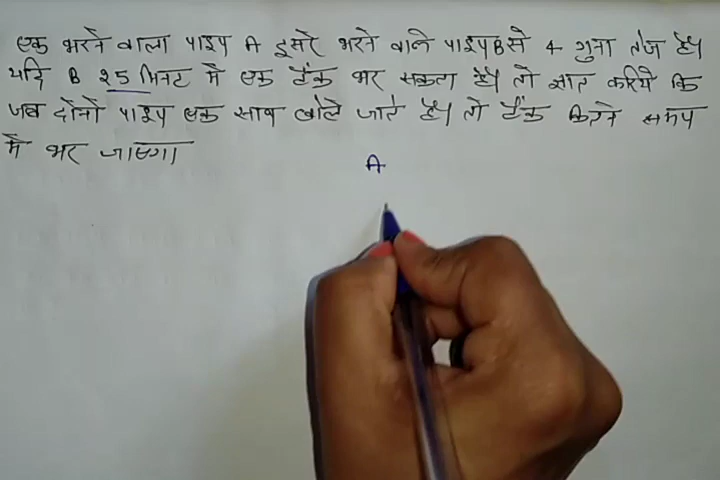 एक भरने वाला पाइप A दूसरे भरने वाले पाइप B से 4 गुना तेज है।
यदि B 25 मिनट में एक टैंक भर सकता है। तो ज्ञात करिये कि
जब दोनों पाइप एक साथ खोले जाते है। तो टैंक कितने समय
में भर जाएगा
A